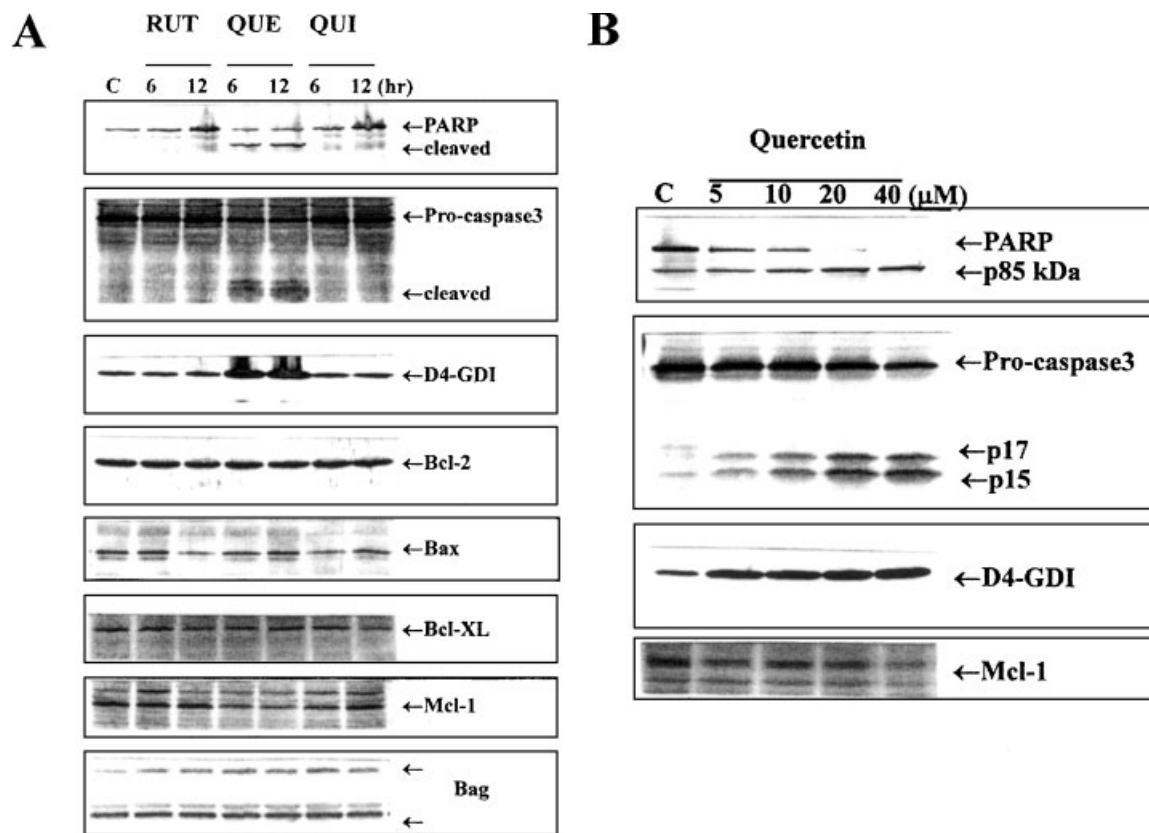 A
RUT QUE QUI
C 6 12 6 12 6 12 (hr)
←PARP
←cleaved
←Pro-caspase3
←cleaved
←D4-GDI
←Bcl-2
←Bax
←Bcl-XL
←Mcl-1
←
Bag
←
B
Quercetin
C 5 10 20 40 (μM)
←PARP
←p85 kDa
←Pro-caspase3
←p17
←p15
←D4-GDI
←Mcl-1